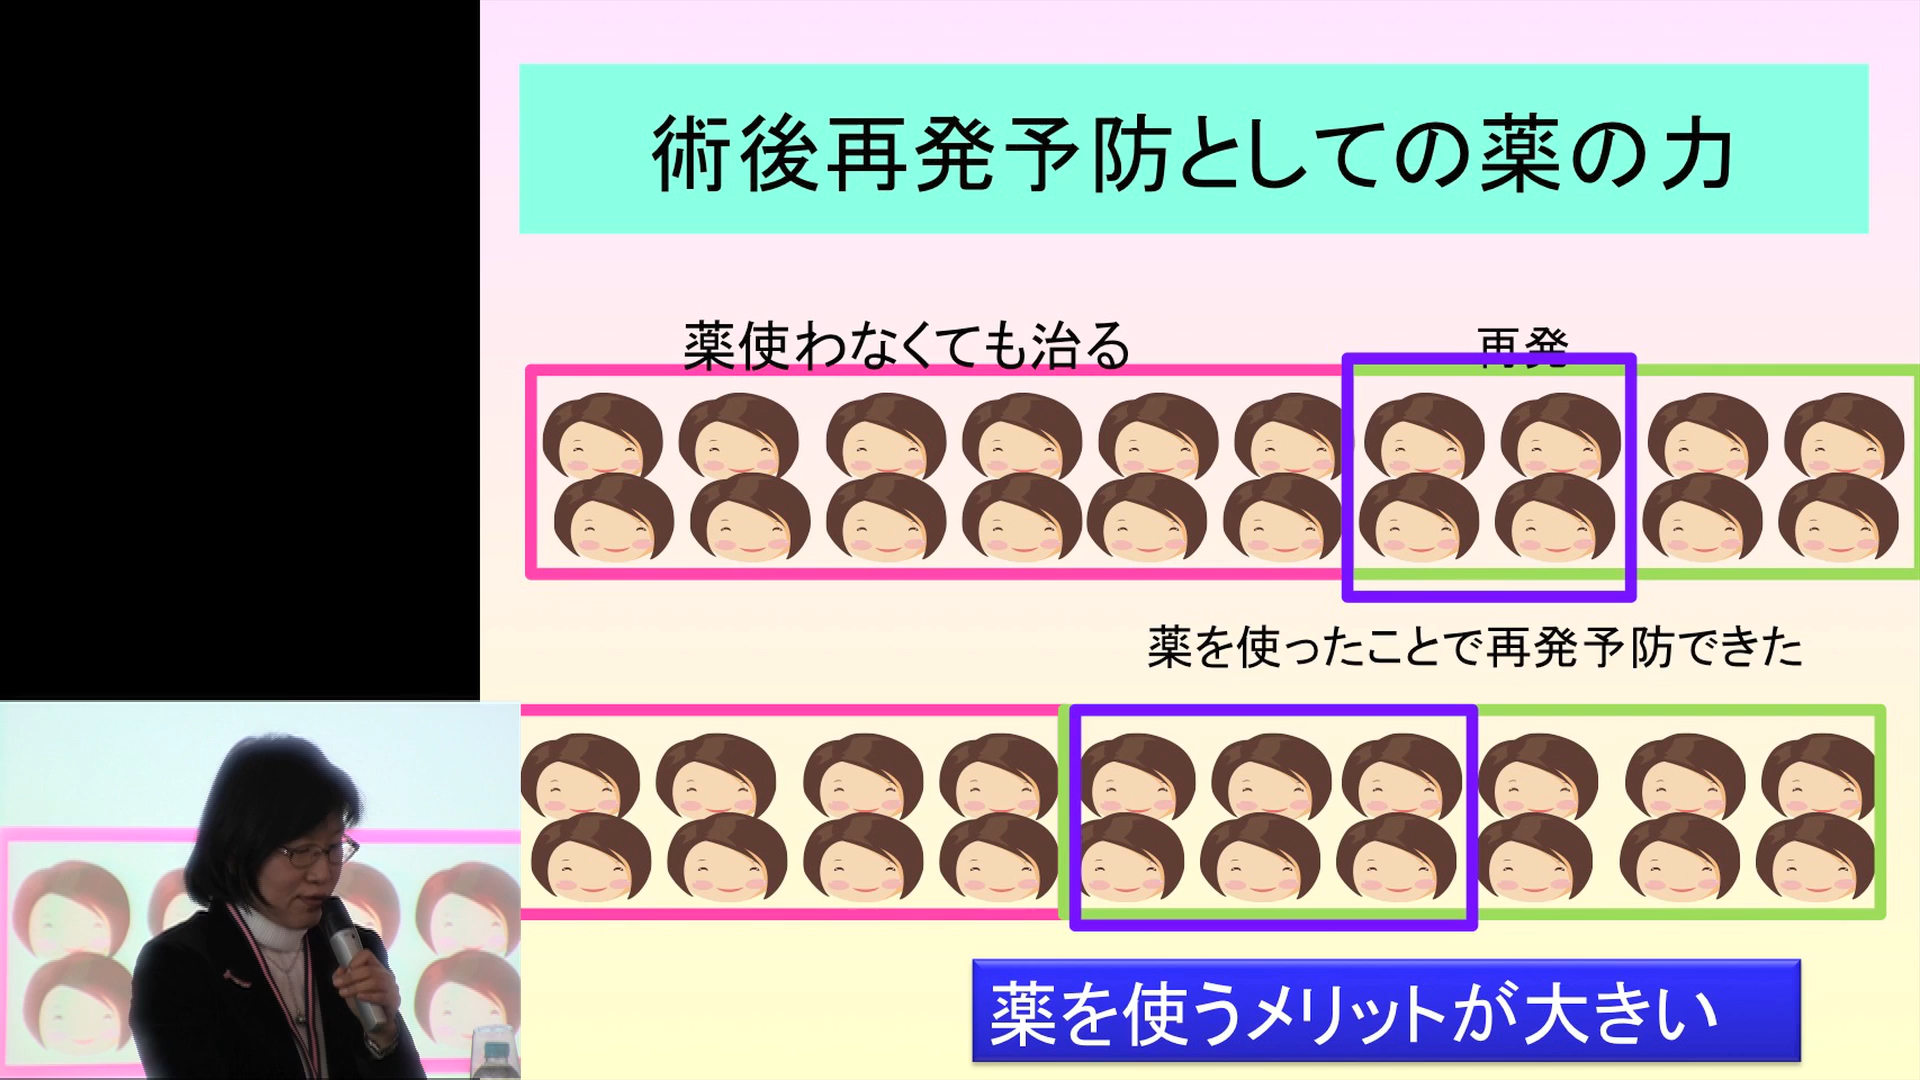 術後再発予防としての薬の力
薬使わなくても治る
再発
薬を使ったことで再発予防できた
薬を使うメリットが大きい